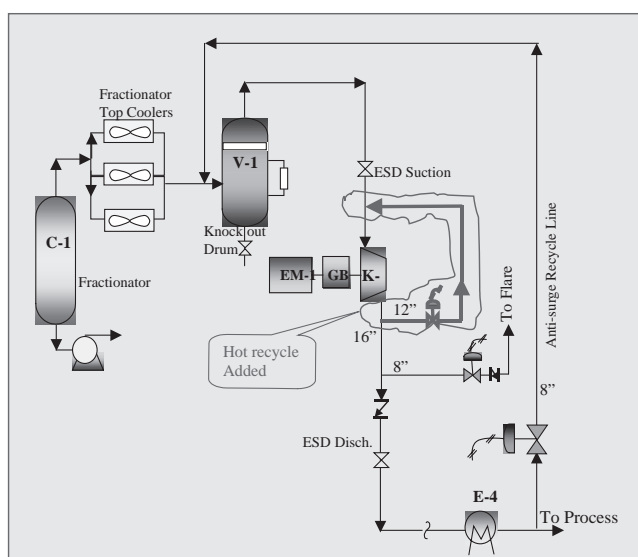 Fractionator
Top Coolers
V-1
ESD Suction
C-1
Knock out
Drum
Fractionator
EM-1
GB
K-
12”
16”
Hot recycle
Added
8”
To Flare
Anti-surge Recycle Line
8”
ESD Disch.
E-4
To Process